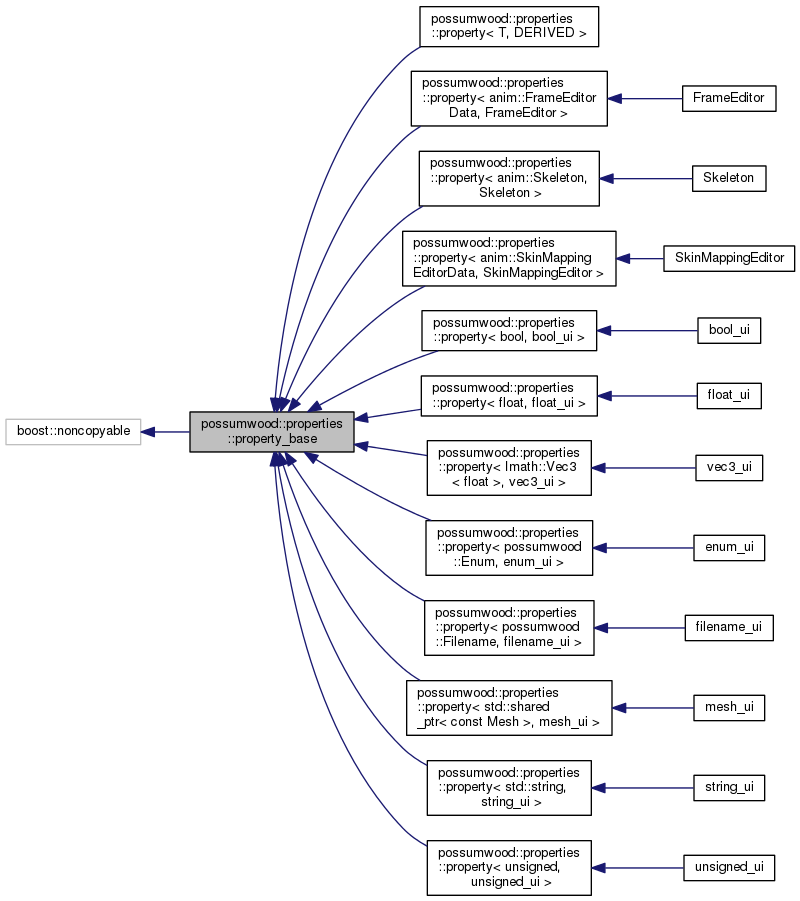 possumwood::properties
::property< T, DERIVED >
possumwood::properties
::property< anim::FrameEditor
Data, FrameEditor >
FrameEditor
possumwood::properties
::property< anim::Skeleton,
Skeleton >
Skeleton
possumwood::properties
::property< anim::SkinMapping
EditorData, SkinMappingEditor >
SkinMappingEditor
possumwood::properties
::property< bool, bool_ui >
bool_ui
possumwood::properties
::property< float, float_ui >
float_ui
boost::noncopyable
possumwood::properties
::property_base
possumwood::properties
::property< Imath::Vec3
< float >, vec3_ui >
vec3_ui
possumwood::properties
::property< possumwood
::Enum, enum_ui >
enum_ui
possumwood::properties
::property< possumwood
::Filename, filename_ui >
filename_ui
possumwood::properties
::property< std::shared
_ptr< const Mesh >, mesh_ui >
mesh_ui
possumwood::properties
::property< std::string,
string_ui >
string_ui
possumwood::properties
::property< unsigned,
unsigned_ui >
unsigned_ui